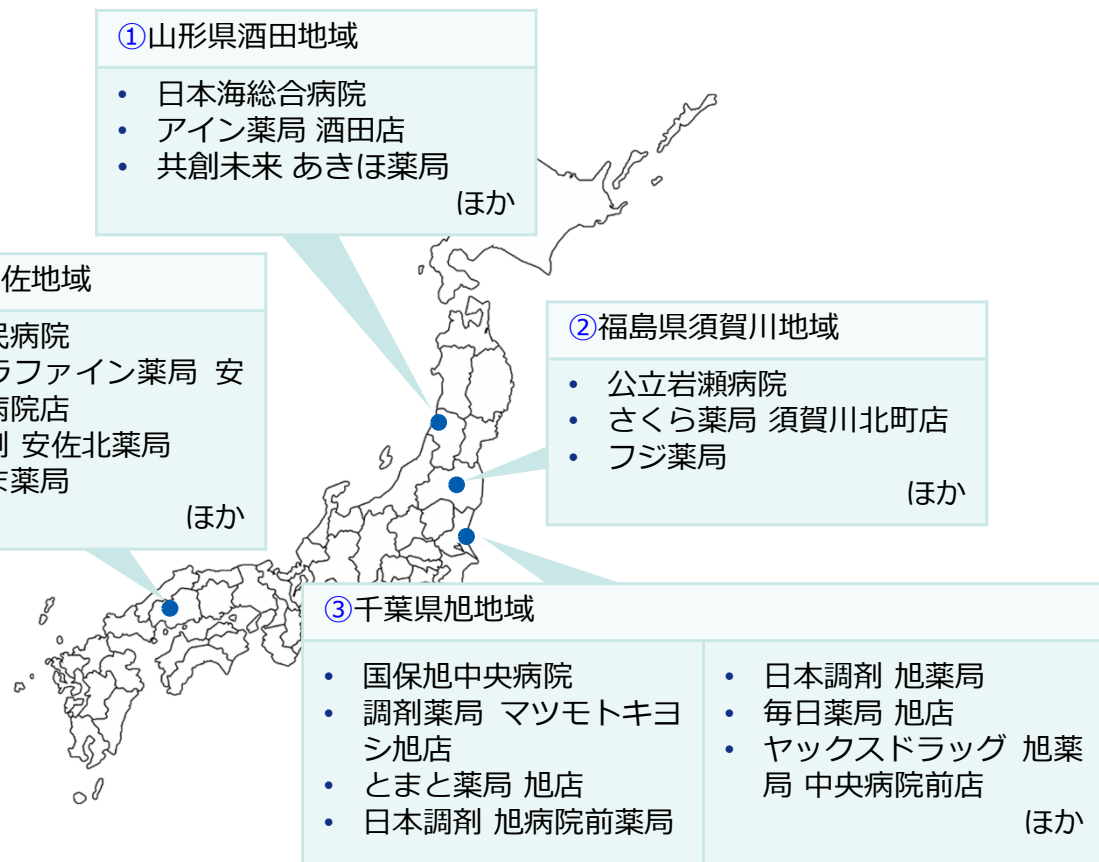 ①山形県酒田地域
• 日本海総合病院
• アイン薬局 酒田店
• 共創未来 あきほ薬局
ほか
佐地域
民病院
ラファイン薬局 安
病院店
剤 安佐北薬局
薬局
ほか
②福島県須賀川地域
• 公立岩瀬病院
• さくら薬局 須賀川北町店
• フジ薬局
ほか
③千葉県旭地域
• 国保旭中央病院
• 調剤薬局 マツモトキヨ
シ旭店
• とまと薬局 旭店
• 日本調剤 旭病院前薬局
• 日本調剤 旭薬局
• 毎日薬局 旭店
• ヤックスドラッグ 旭薬
局 中央病院前店
ほか